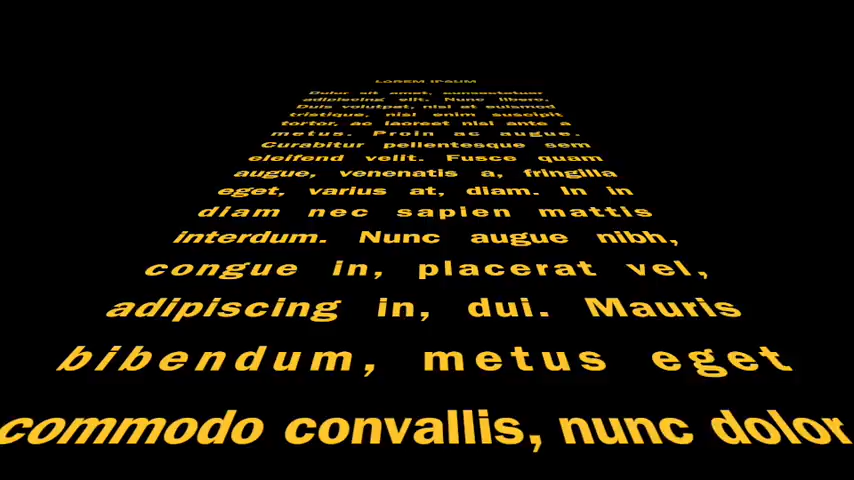 LOREM IPSUM
Dolor sit amet, consectetuer
adipiscing elit. Nunc libero.
Duis volutpat, nisl at euismod
tristique, nisi enim suscipit
tortor, ac laoreet nisl ante a
metus. Proin ac augue.
Curabitur pellentesque sem
eleifend velit. Fusce quam
augue, venenatis a, fringilla
eget, varius at, diam. In in
diam nec sapien mattis
interdum. Nunc augue nibh,
congue in, placerat vel,
adipiscing in, dui. Mauris
bibendum, metus eget
commodo convallis, nunc dolor